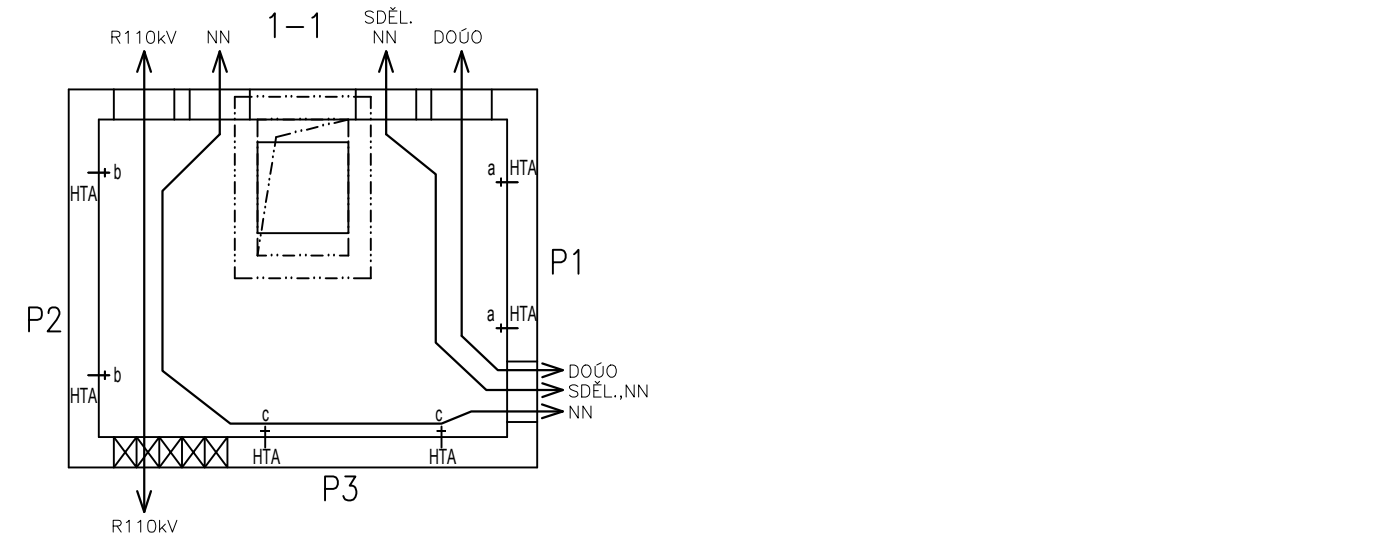 1-1
SDĚL.
R110kV NN NN DOÚO
b HTA a HTA
P1
a HTA
P2
b HTA
DOÚO
SDĚL.,NN
NN
c c
HTA HTA
P3
R110kV